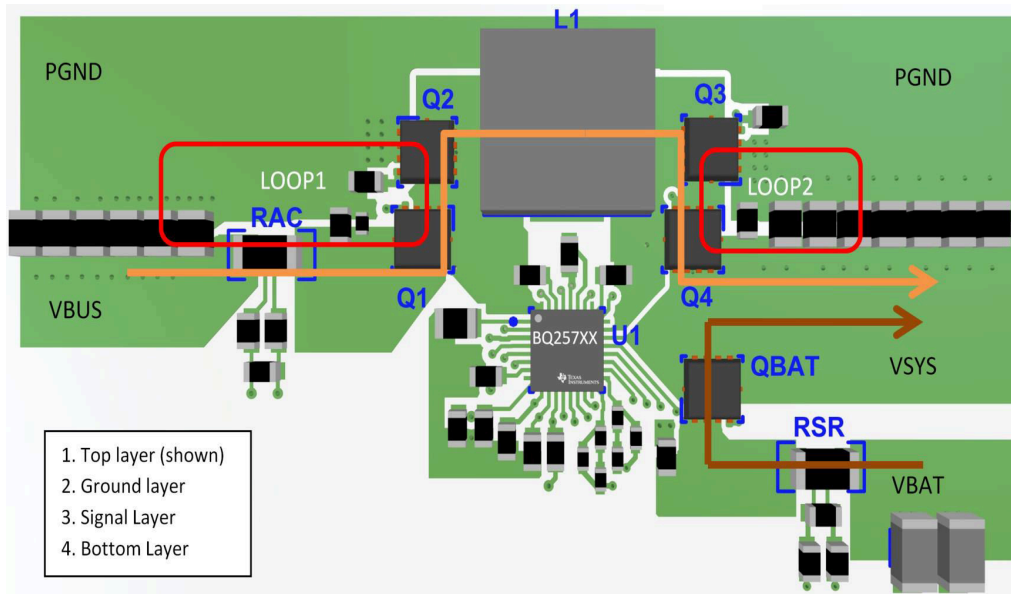 L1
PGND
PGND
Q2
Q3
LOOP1
LOOP2
RAC
Q1
Q4
VBUS
U1
BQ257XX
TEXAS
INSTRUMENTS
QBAT
VSYS
RSR
VBAT
1. Top layer (shown)
2. Ground layer
3. Signal Layer
4. Bottom Layer